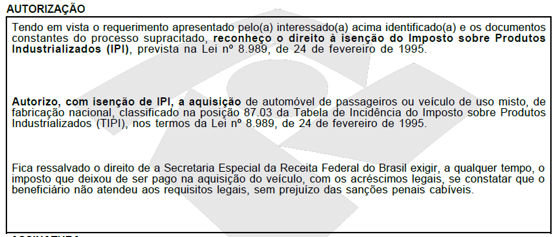 AUTORIZAÇÃO
Tendo em vista o requerimento apresentado pelo(a) interessado(a) acima identificado(a) e os documentos
constantes do processo supracitado, reconheço o direito à isenção do Imposto sobre Produtos
Industrializados (IPI), prevista na Lei nº 8.989, de 24 de fevereiro de 1995.
Autorizo, com isenção de IPI, a aquisição de automóvel de passageiros ou veículo de uso misto, de
fabricação nacional, classificado na posição 87.03 da Tabela de Incidência do Imposto sobre Produtos
Industrializados (TIPI), nos termos da Lei nº 8.989, de 24 de fevereiro de 1995.
Fica ressalvado o direito de a Secretaria Especial da Receita Federal do Brasil exigir, a qualquer tempo, o
imposto que deixou de ser pago na aquisição do veículo, com os acréscimos legais, se constatar que o
beneficiário não atendeu aos requisitos legais, sem prejuízo das sanções penais cabíveis.